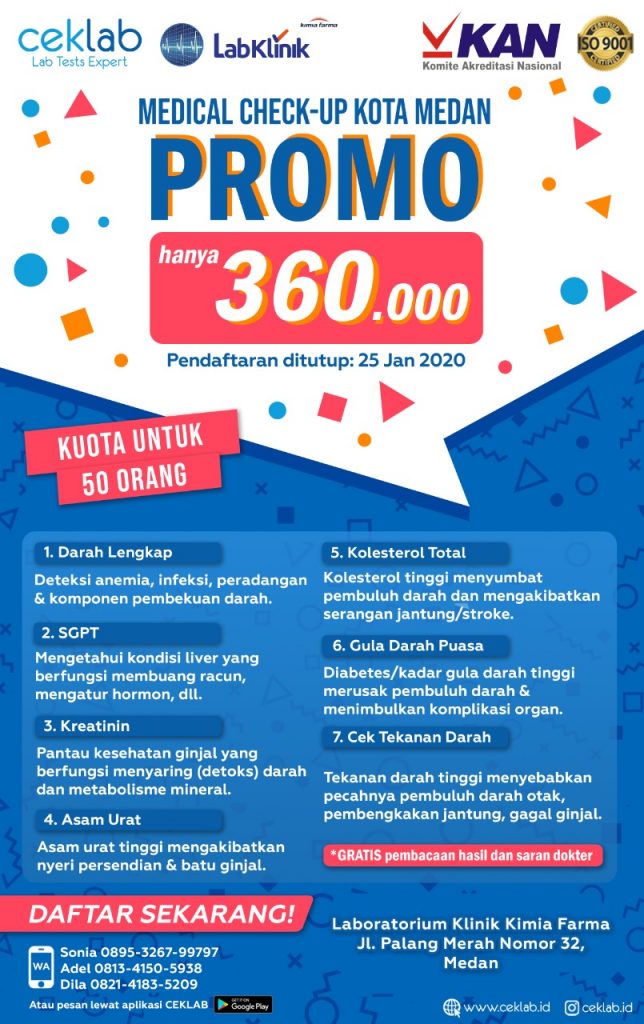 ceklab
Lab Tests Expert
kimia farma
LabKlinik
KAN
Komite Akreditasi Nasional
CERTIFIED
ISO 9001
CERTIFIED
MEDICAL CHECK-UP KOTA MEDAN
PROMO
hanya
360.000
Pendaftaran ditutup: 25 Jan 2020
KUOTA UNTUK
50 ORANG
1. Darah Lengkap
Deteksi anemia, infeksi, peradangan
& komponen pembekuan darah.
2. SGPT
Mengetahui kondisi liver yang
berfungsi membuang racun,
mengatur hormon, dll.
3. Kreatinin
Pantau kesehatan ginjal yang
berfungsi menyaring (detoks) darah
dan metabolisme mineral.
4. Asam Urat
Asam urat tinggi mengakibatkan
nyeri persendian & batu ginjal.
5. Kolesterol Total
Kolesterol tinggi menyumbat
pembuluh darah dan mengakibatkan
serangan jantung/stroke.
6. Gula Darah Puasa
Diabetes/kadar gula darah tinggi
merusak pembuluh darah &
menimbulkan komplikasi organ.
7. Cek Tekanan Darah
Tekanan darah tinggi menyebabkan
pecahnya pembuluh darah otak,
pembengkakan jantung, gagal ginjal.
*GRATIS pembacaan hasil dan saran dokter
DAFTAR SEKARANG!
WA
Sonia 0895-3267-99797
Adel 0813-4150-5938
Dila 0821-4183-5209
Atau pesan lewat aplikasi CEKLAB
GET IT ON
Google Play
Laboratorium Klinik Kimia Farma
Jl. Palang Merah Nomor 32,
Medan
www.ceklab.id
ceklab.id